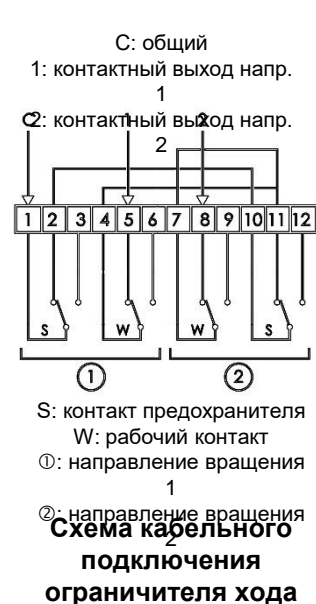 C: общий
1: контактный выход напр.
1
2: контактный выход напр.
2
C 1 2
1 2 3 4 5 6 7 8 9 10 11 12
S W W S
① ②
S: контакт предохранителя
W: рабочий контакт
①: направление вращения
1
②: направление вращения
2
Схема кабельного
подключения
ограничителя хода